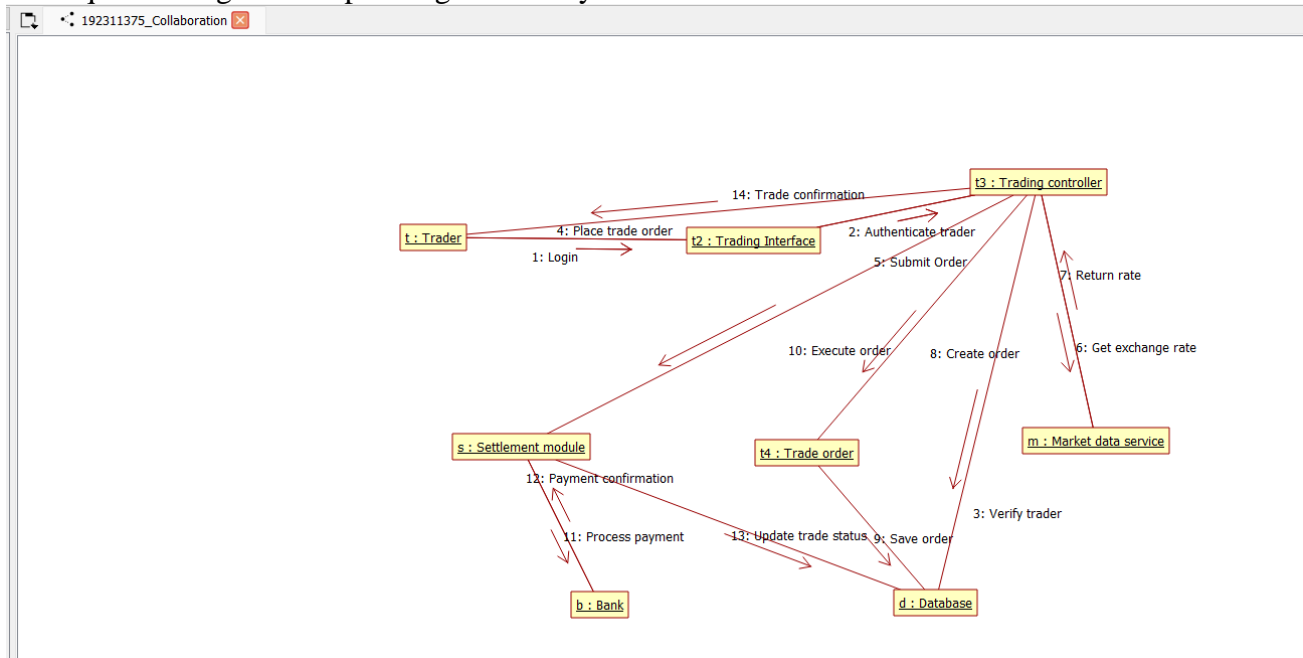 192311375_Collaboration
t3 : Trading controller
14: Trade confirmation
t : Trader
4: Place trade order
t2 : Trading Interface
2: Authenticate trader
1: Login
5: Submit Order
7: Return rate
10: Execute order
8: Create order
6: Get exchange rate
s : Settlement module
t4 : Trade order
m : Market data service
12: Payment confirmation
3: Verify trader
11: Process payment
13: Update trade status
9: Save order
b : Bank
d : Database